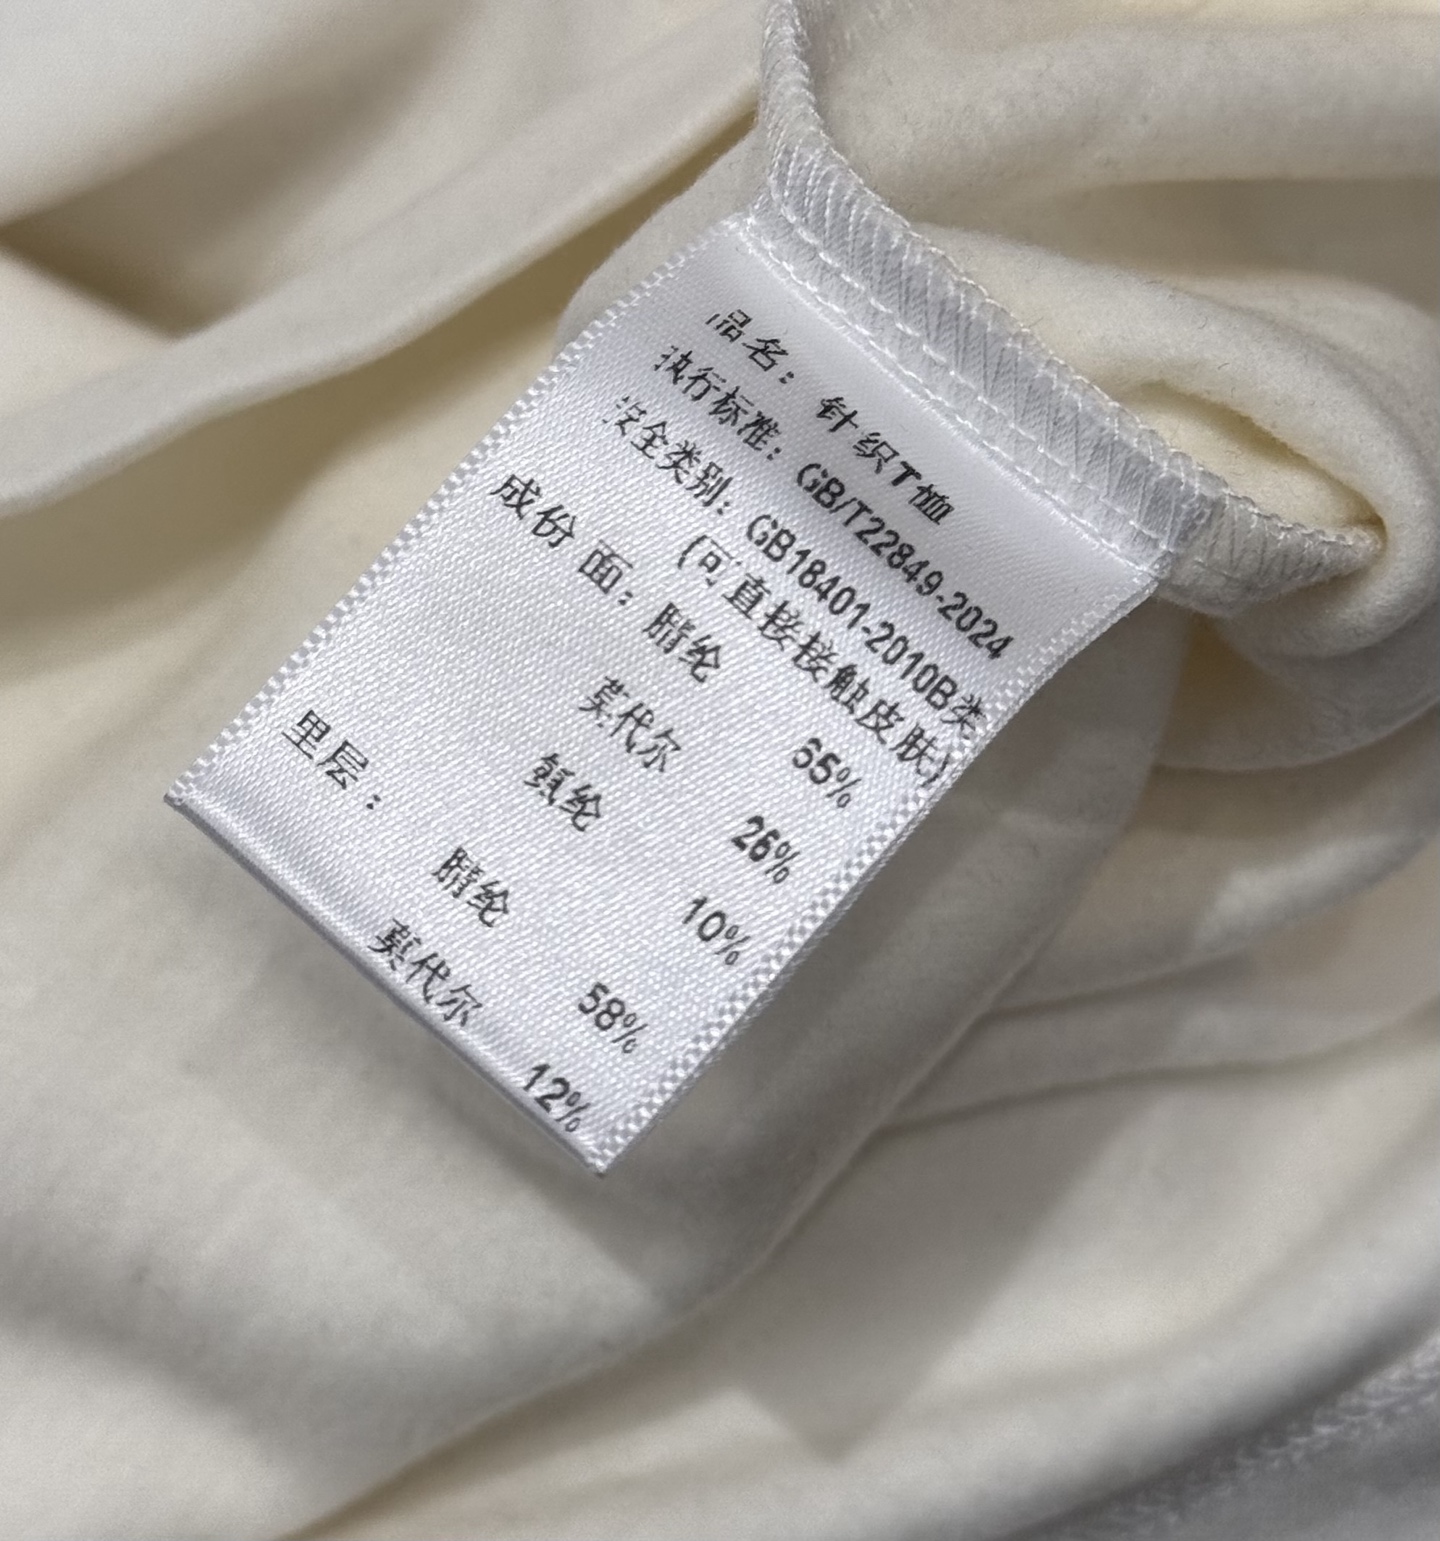 品名：针织T恤
执行标准：GB/T22849-2024
安全类别：GB18401-2010B类
(可直接接触皮肤)
成份 面：腈纶 65%
莫代尔 26%
氨纶 10%
里层：
腈纶 58%
莫代尔 12%